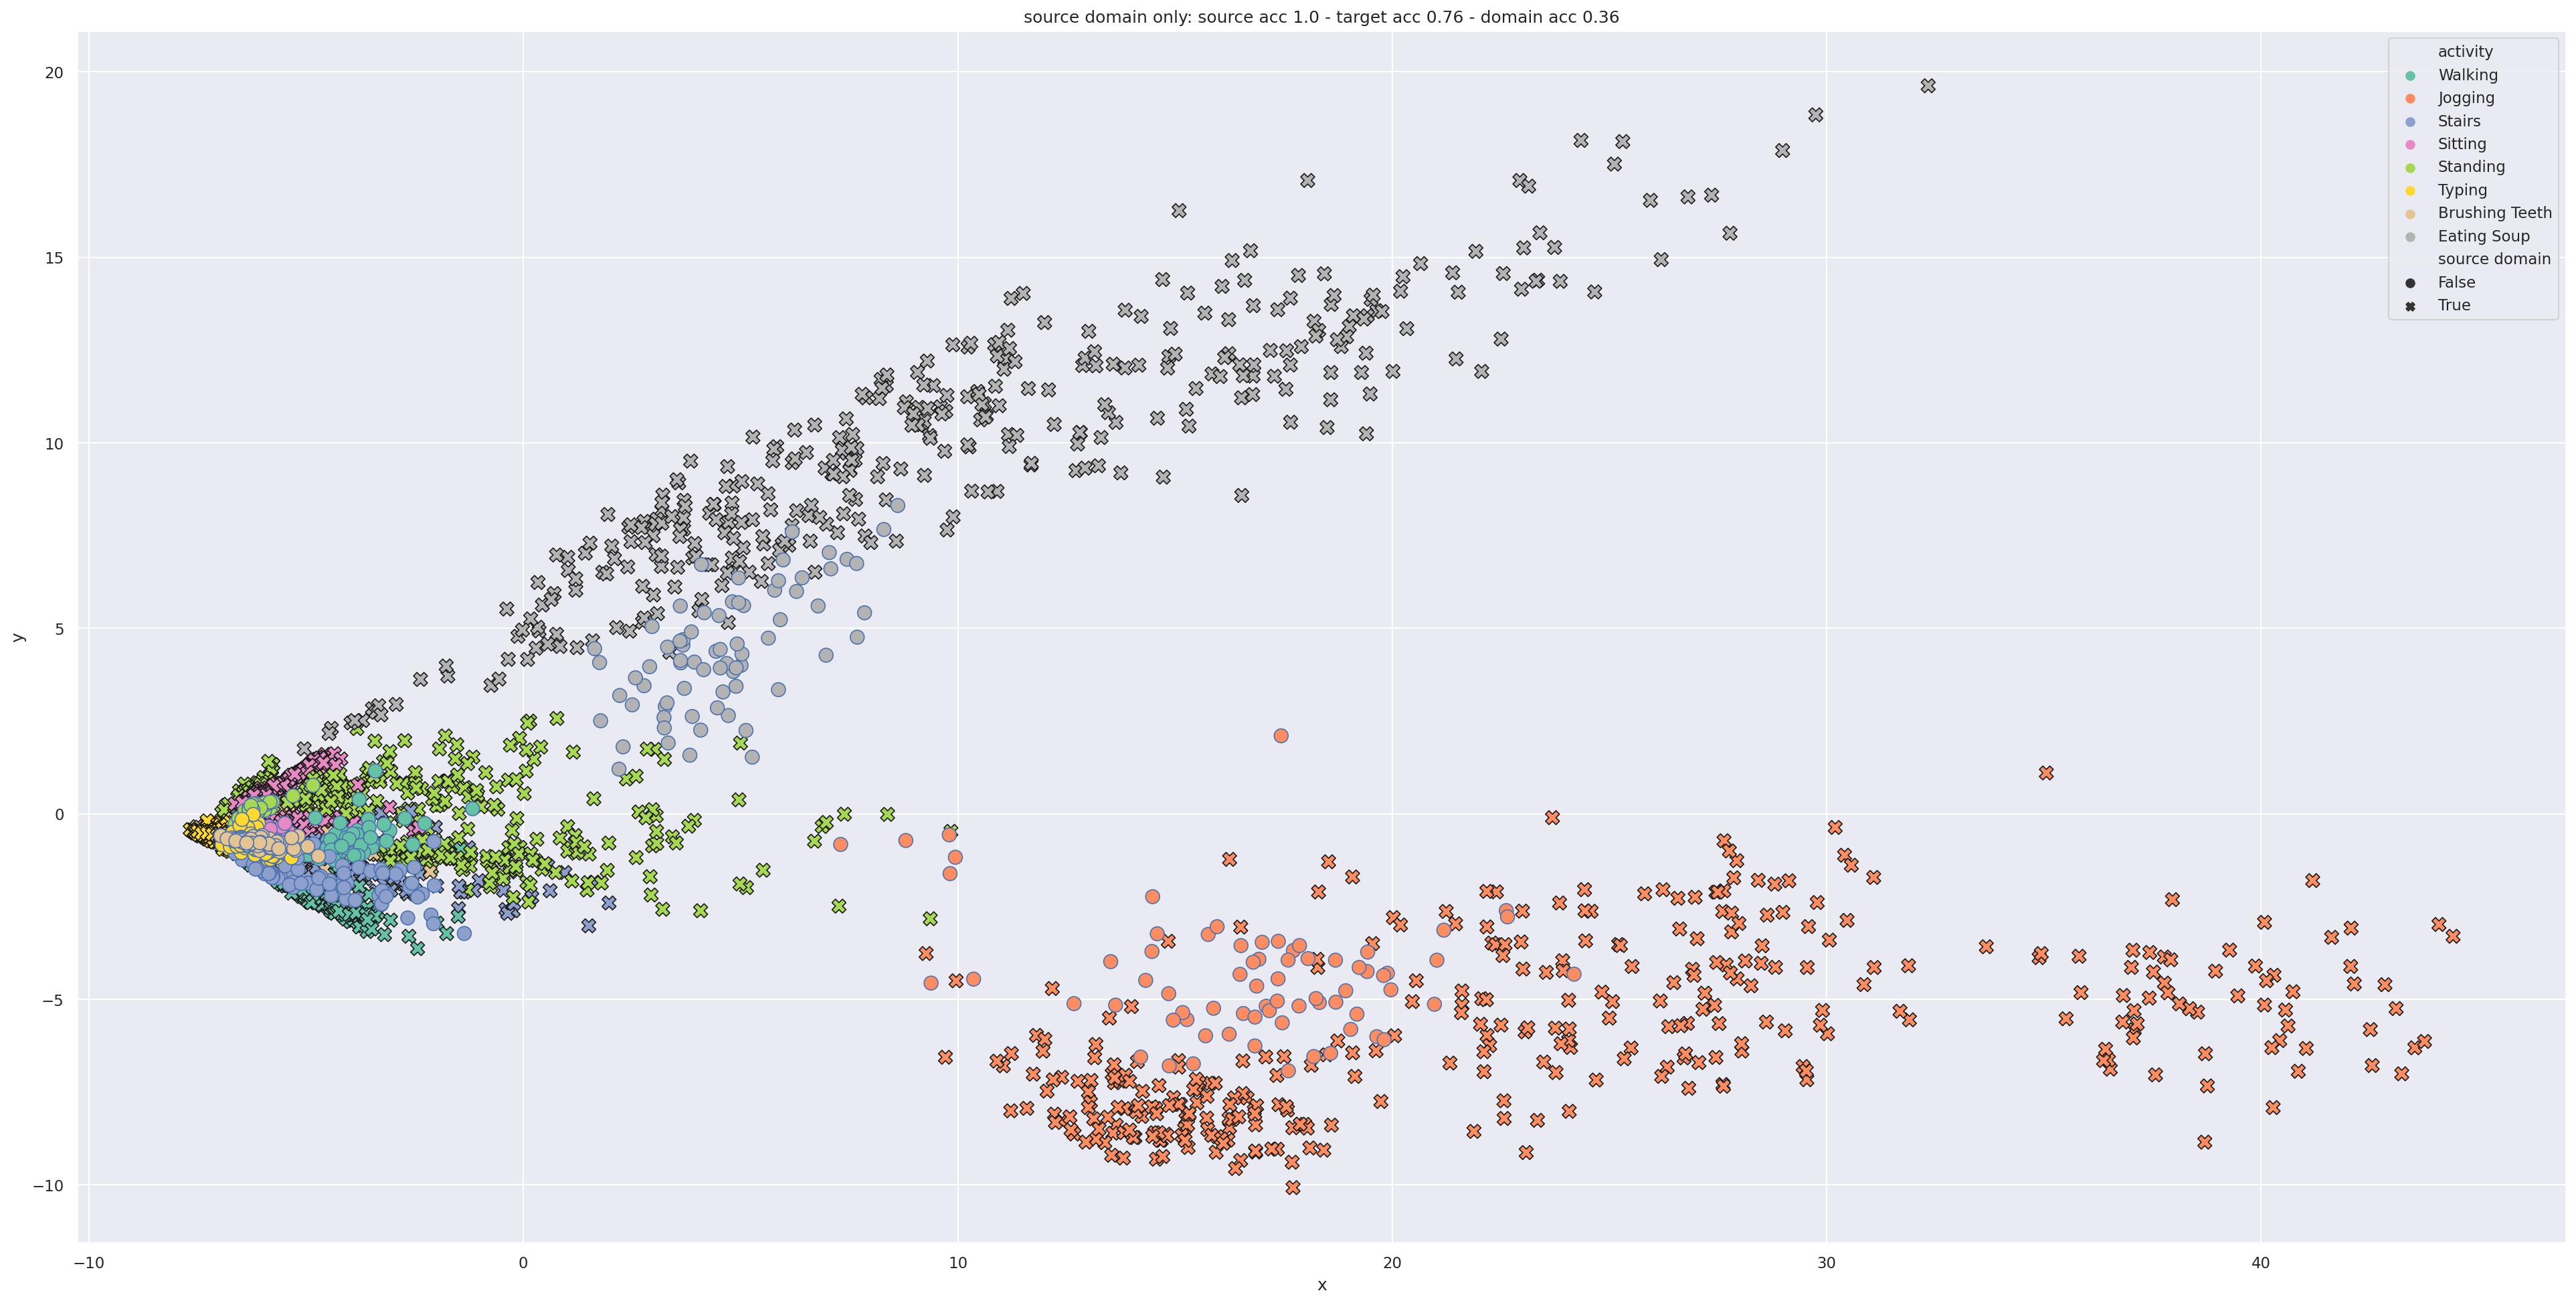 source domain only: source acc 1.0 - target acc 0.76 - domain acc 0.36
20
15
10
5
0
−5
−10
y
−10
0
10
20
30
40
x
activity
Walking
Jogging
Stairs
Sitting
Standing
Typing
Brushing Teeth
Eating Soup
source domain
False
True